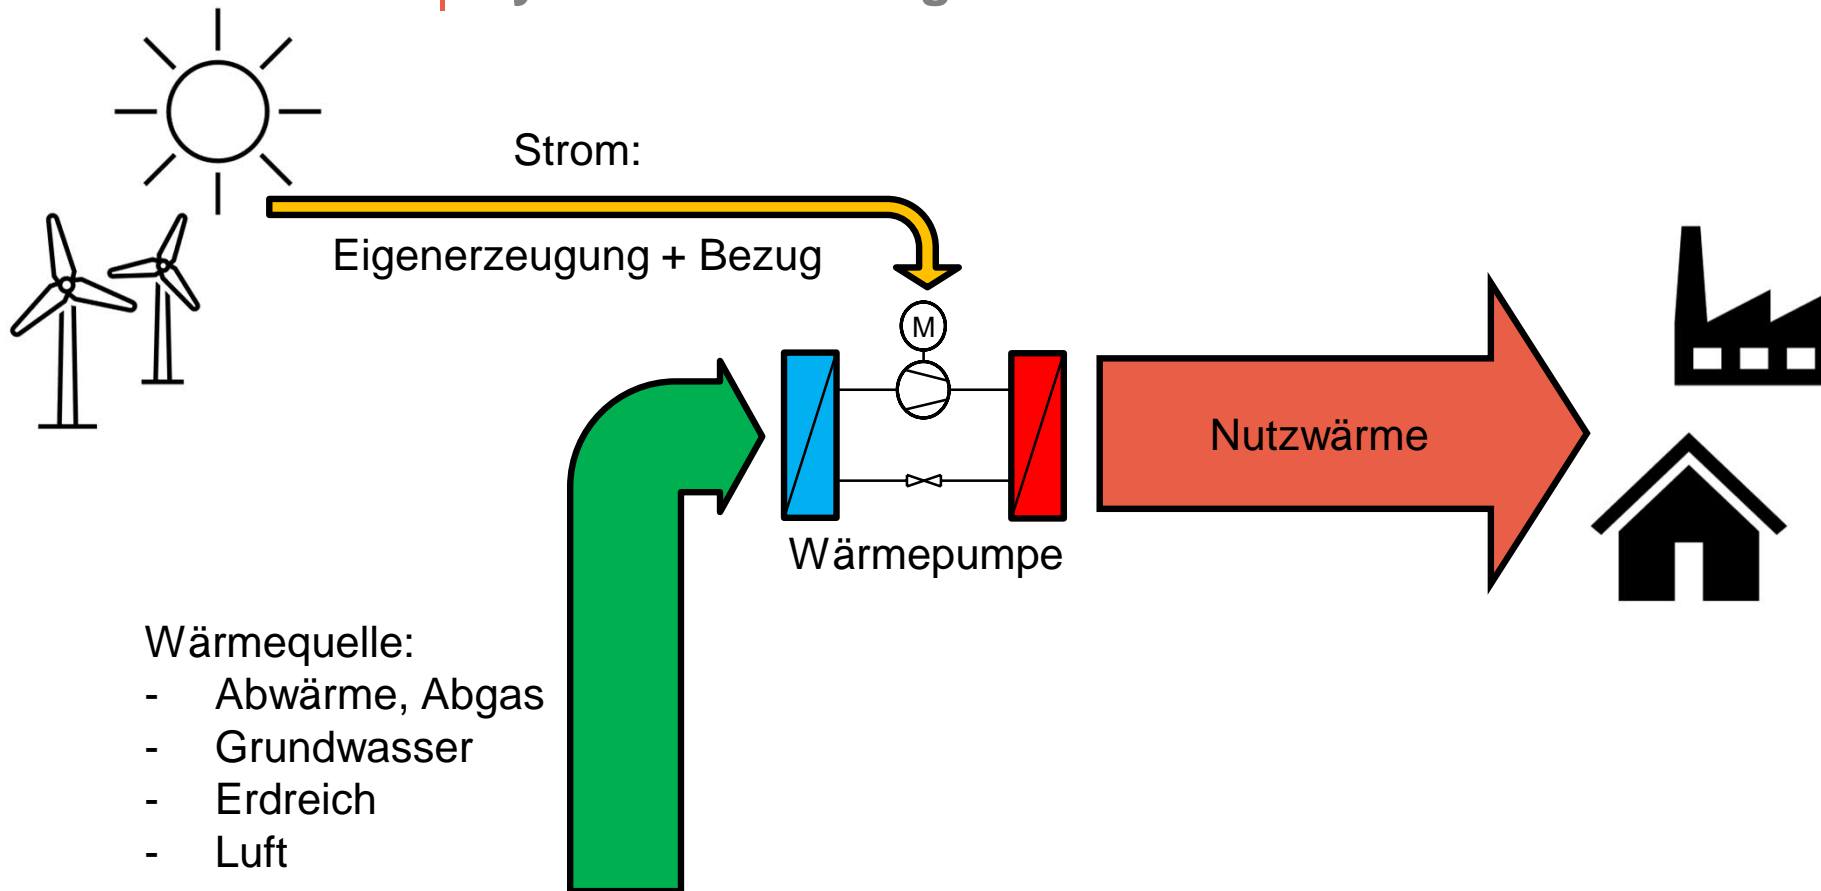 Strom:
Eigenerzeugung + Bezug
M
Nutzwärme
Wärmepumpe
Wärmequelle:
- Abwärme, Abgas
- Grundwasser
- Erdreich
- Luft